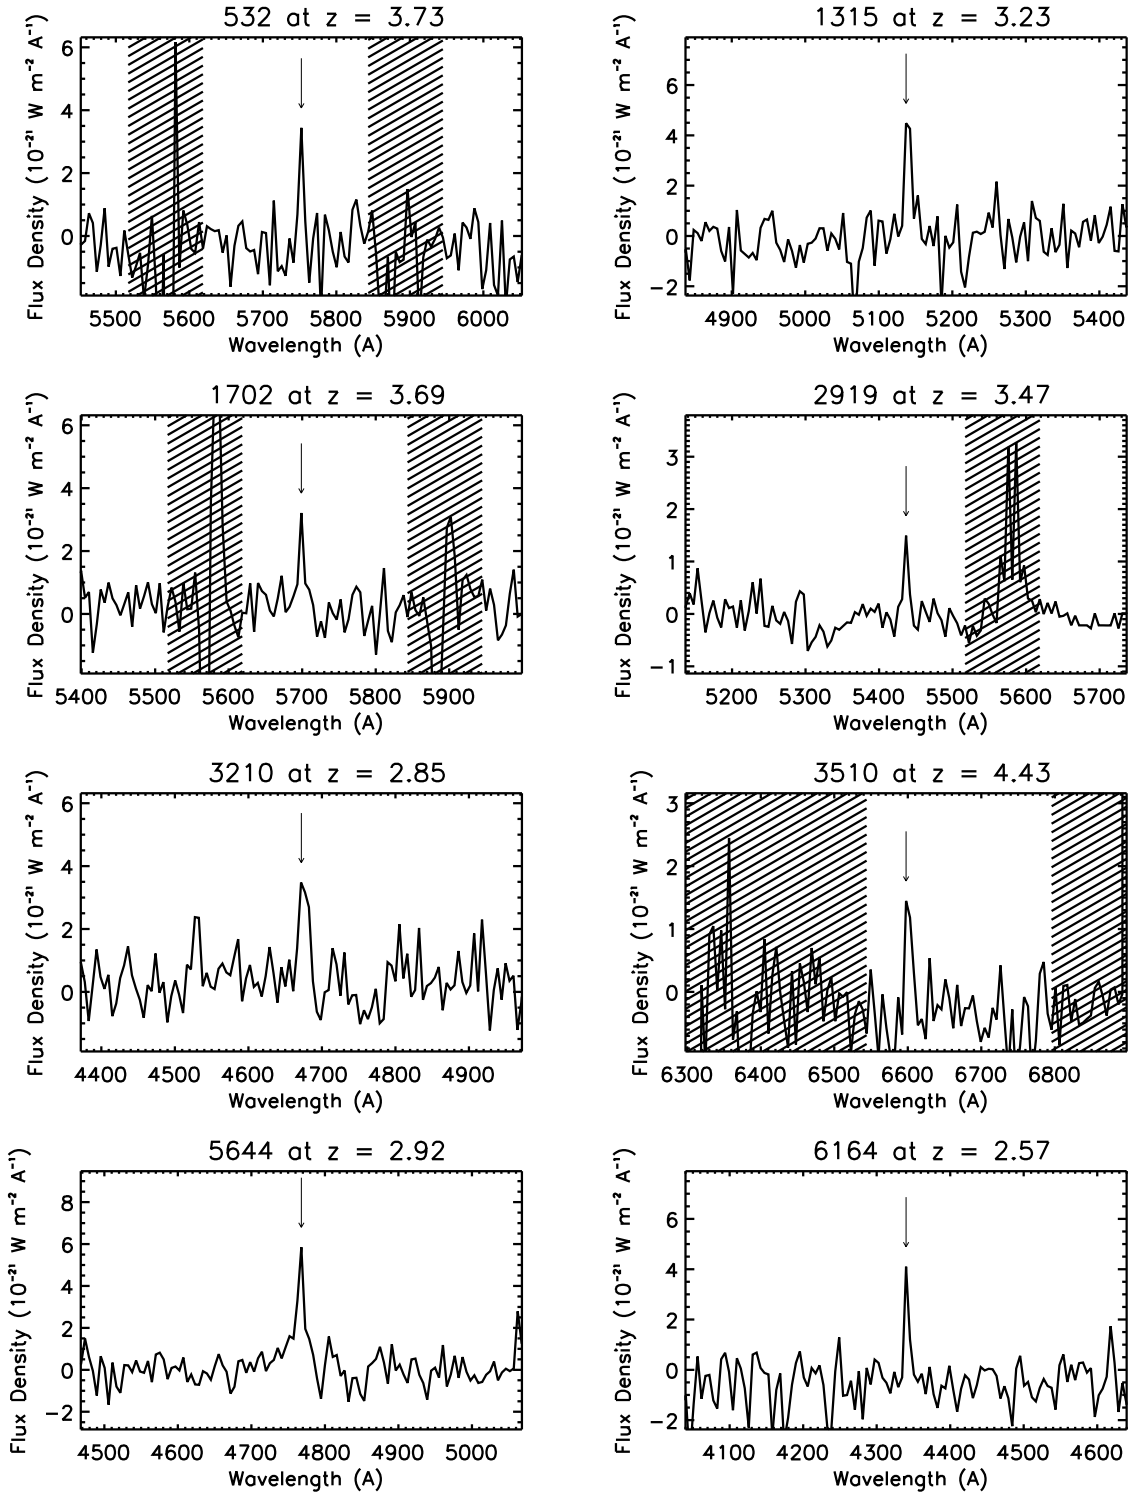 532 at z = 3.73
1315 at z = 3.23
Flux Density (10⁻²¹ W m⁻² A⁻¹)
6
4
2
0
5500 5600 5700 5800 5900 6000
Wavelength (A)
Flux Density (10⁻²¹ W m⁻² A⁻¹)
6
4
2
0
−2
4900 5000 5100 5200 5300 5400
Wavelength (A)
1702 at z = 3.69
2919 at z = 3.47
Flux Density (10⁻²¹ W m⁻² A⁻¹)
6
4
2
0
5400 5500 5600 5700 5800 5900
Wavelength (A)
Flux Density (10⁻²¹ W m⁻² A⁻¹)
3
2
1
0
−1
5200 5300 5400 5500 5600 5700
Wavelength (A)
3210 at z = 2.85
3510 at z = 4.43
Flux Density (10⁻²¹ W m⁻² A⁻¹)
6
4
2
0
4400 4500 4600 4700 4800 4900
Wavelength (A)
Flux Density (10⁻²¹ W m⁻² A⁻¹)
3
2
1
0
6300 6400 6500 6600 6700 6800
Wavelength (A)
5644 at z = 2.92
6164 at z = 2.57
Flux Density (10⁻²¹ W m⁻² A⁻¹)
8
6
4
2
0
−2
4500 4600 4700 4800 4900 5000
Wavelength (A)
Flux Density (10⁻²¹ W m⁻² A⁻¹)
6
4
2
0
−2
4100 4200 4300 4400 4500 4600
Wavelength (A)